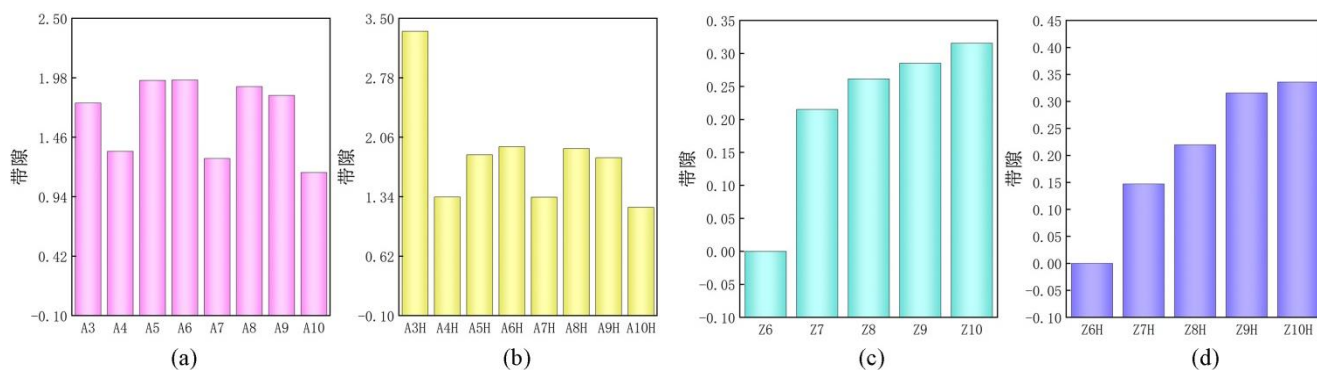 2.50
1.98
1.46
0.94
0.42
-0.10
带隙
A3 A4 A5 A6 A7 A8 A9 A10
(a)
3.50
2.78
2.06
1.34
0.62
-0.10
带隙
A3H A4H A5H A6H A7H A8H A9H A10H
(b)
0.35
0.30
0.25
0.20
0.15
0.10
0.05
0.00
-0.05
-0.10
带隙
Z6 Z7 Z8 Z9 Z10
(c)
0.45
0.40
0.35
0.30
0.25
0.20
0.15
0.10
0.05
0.00
-0.05
-0.10
带隙
Z6H Z7H Z8H Z9H Z10H
(d)